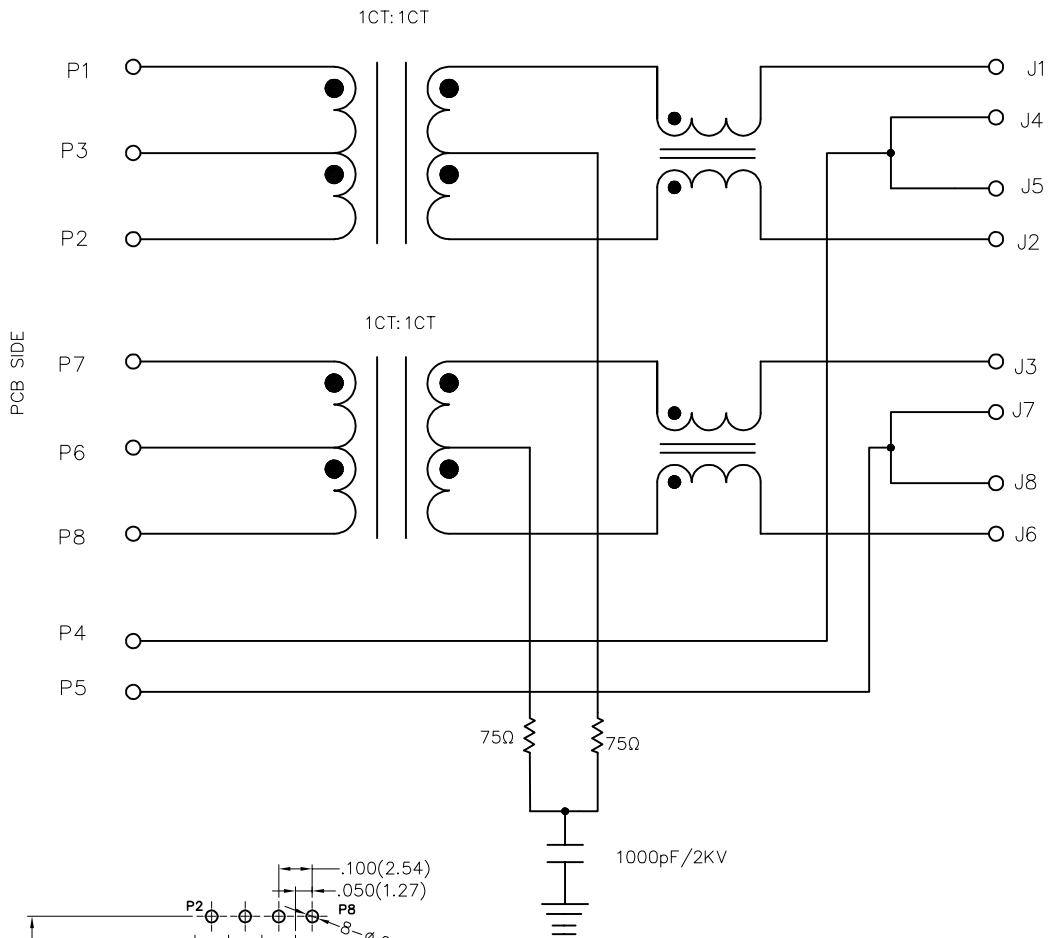 1CT:1CT
P1
J1
J4
P3
J5
P2
J2
1CT:1CT
PCB SIDE
P7
J3
J7
P6
J8
P8
J6
P4
P5
75Ω
75Ω
1000pF/2KV
.100(2.54)
.050(1.27)
P2
P8